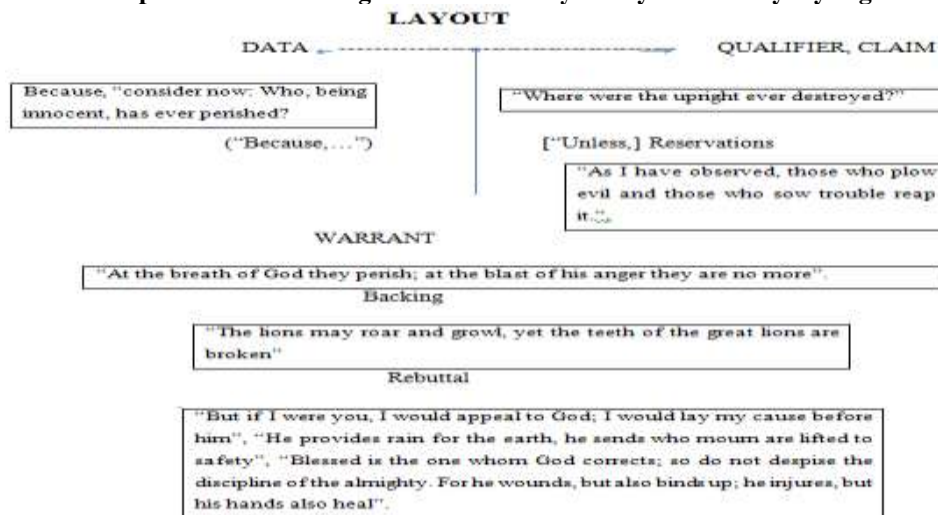 LAYOUT
DATA QUALIFIER, CLAIM
Because, "consider now: Who, being
innocent, has ever perished?
"Where were the upright ever destroyed?"
("Because,…") ["Unless,] Reservations
"As I have observed, those who plow
evil and those who sow trouble reap
it."
WARRANT
"At the breath of God they perish; at the blast of his anger they are no more".
Backing
"The lions may roar and growl, yet the teeth of the great lions are
broken"
Rebuttal
"But if I were you, I would appeal to God; I would lay my cause before
him", "He provides rain for the earth, he sends who mourn are lifted to
safety", "Blessed is the one whom God corrects; so do not despise the
discipline of the almighty. For he wounds, but also binds up; he injures, but
his hands also heal".